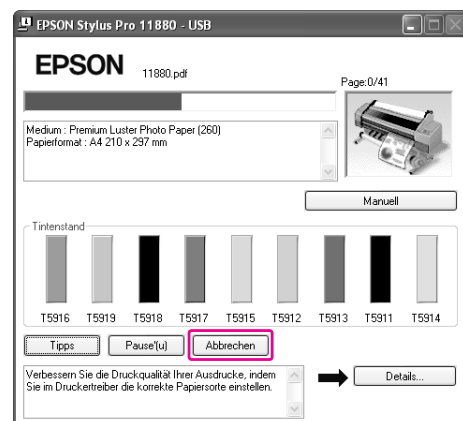 EPSON Stylus Pro 11880 - USB
EPSON
11880.pdf
Page:0/41
Medium : Premium Luster Photo Paper (260)
Papierformat : A4 210 x 297 mm
Manuell
Tintenstand
T5916 T5919 T5918 T5917 T5915 T5912 T5913 T5911 T5914
Tipps Pause'(u) Abbrechen
Verbessern Sie die Druckqualität Ihrer Ausdrucke, indem
Sie im Druckertreiber die korrekte Papiersorte einstellen.
Details...